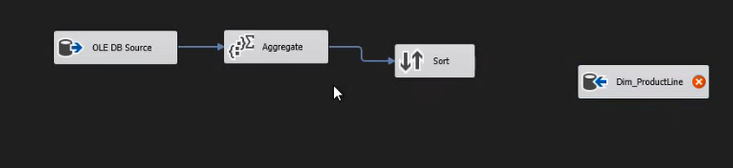 OLE DB Source
Aggregate
Sort
Dim_ProductLine